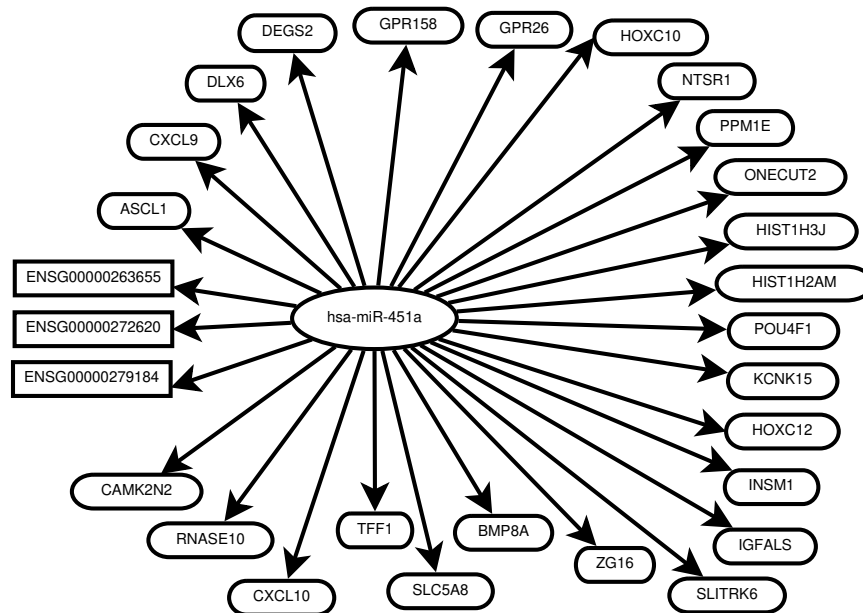 DEGS2
GPR158
GPR26
HOXC10
DLX6
NTSR1
CXCL9
PPM1E
ASCL1
ONECUT2
HIST1H3J
ENSG00000263655
HIST1H2AM
hsa-miR-451a
ENSG00000272620
POU4F1
ENSG00000279184
KCNK15
HOXC12
CAMK2N2
INSM1
RNASE10
TFF1
BMP8A
IGFALS
ZG16
CXCL10
SLC5A8
SLITRK6